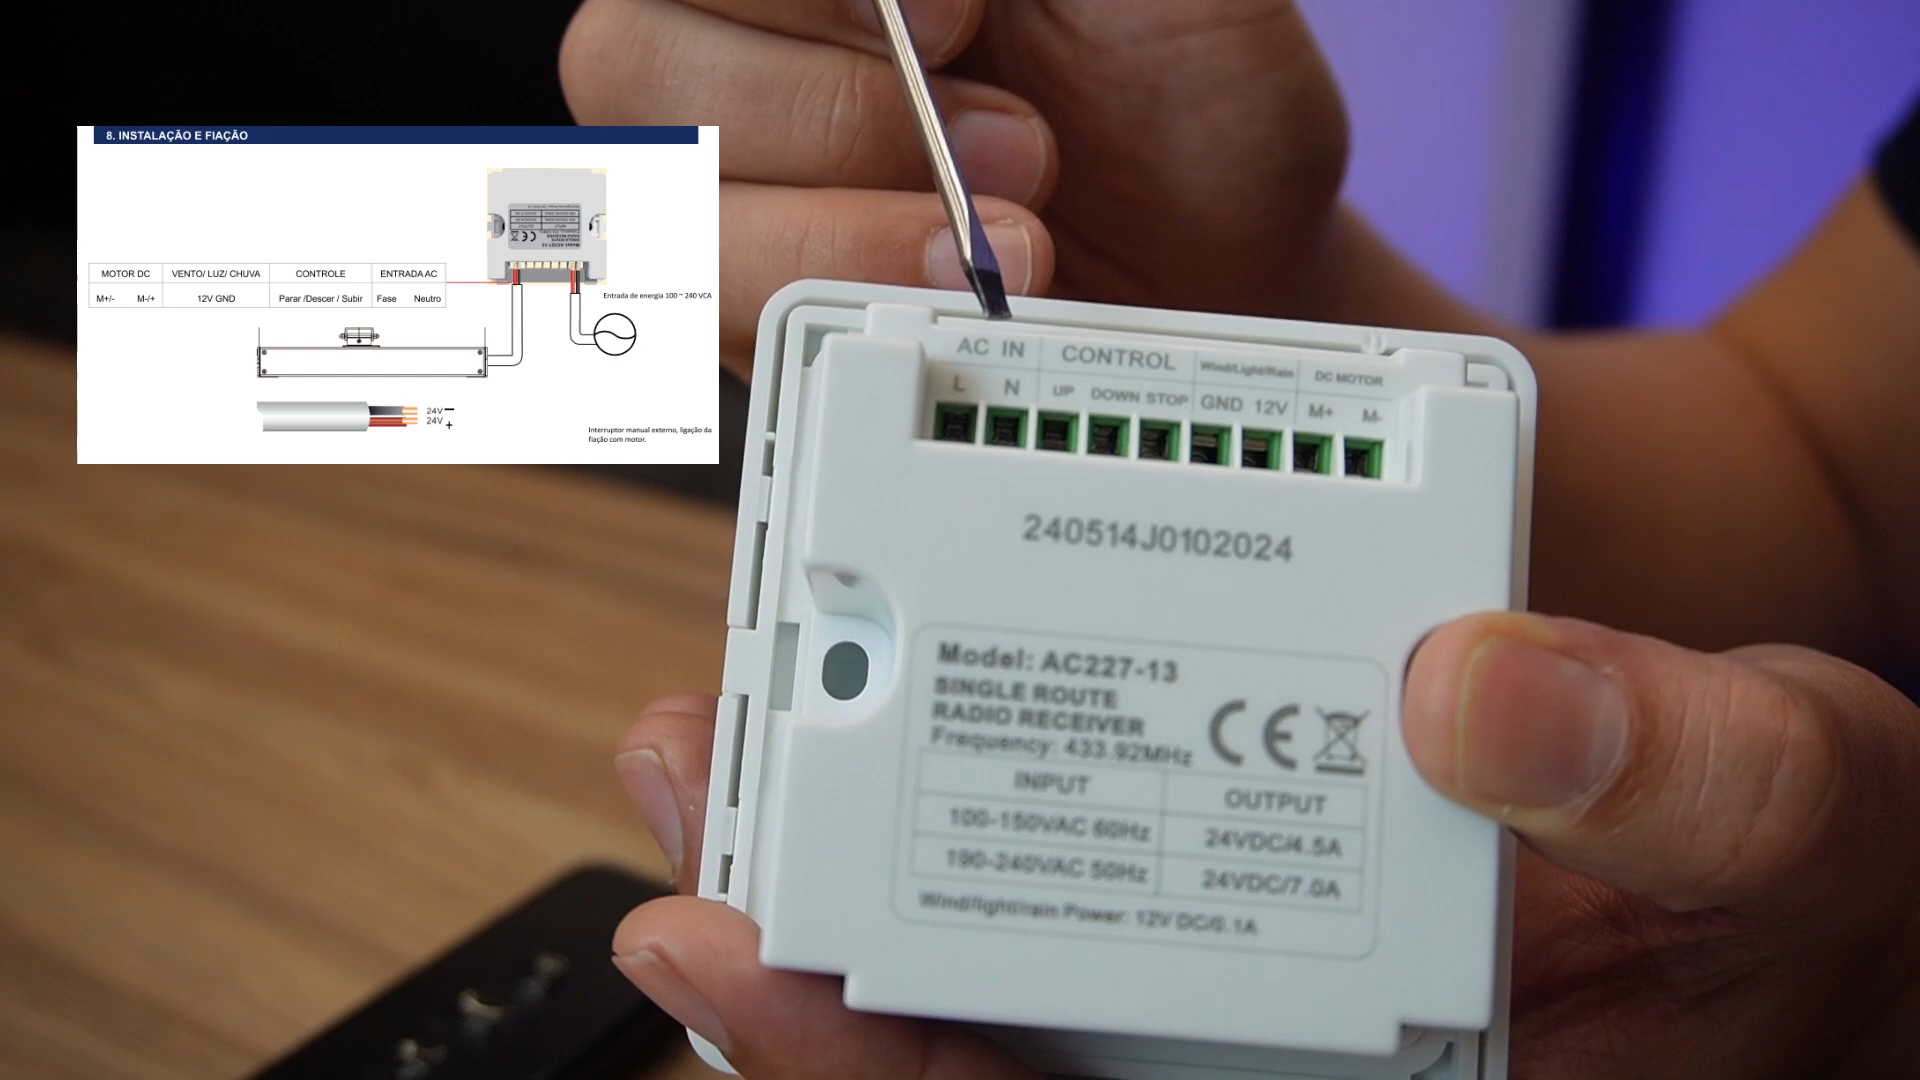 8. INSTALAÇÃO E FIAÇÃO
MOTOR DC VENTO/ LUZ/ CHUVA CONTROLE ENTRADA AC
M+/- M-/+ 12V GND Parar /Descer / Subir Fase Neutro
Entrada de energia 100 ~ 240 VCA
24V
24V +
Interruptor manual externo, ligação da
fiação com motor.
AC IN CONTROL Wind/Light/Rain DC MOTOR
L N UP DOWN STOP GND 12V M+ M-
240514J0102024
Model: AC227-13
SINGLE ROUTE
RADIO RECEIVER
Frequency: 433.92MHz
CE
INPUT OUTPUT
100-150VAC 60Hz 24VDC/4.5A
190-240VAC 50Hz 24VDC/7.0A
Wind/light/rain Power: 12V DC/0.1A